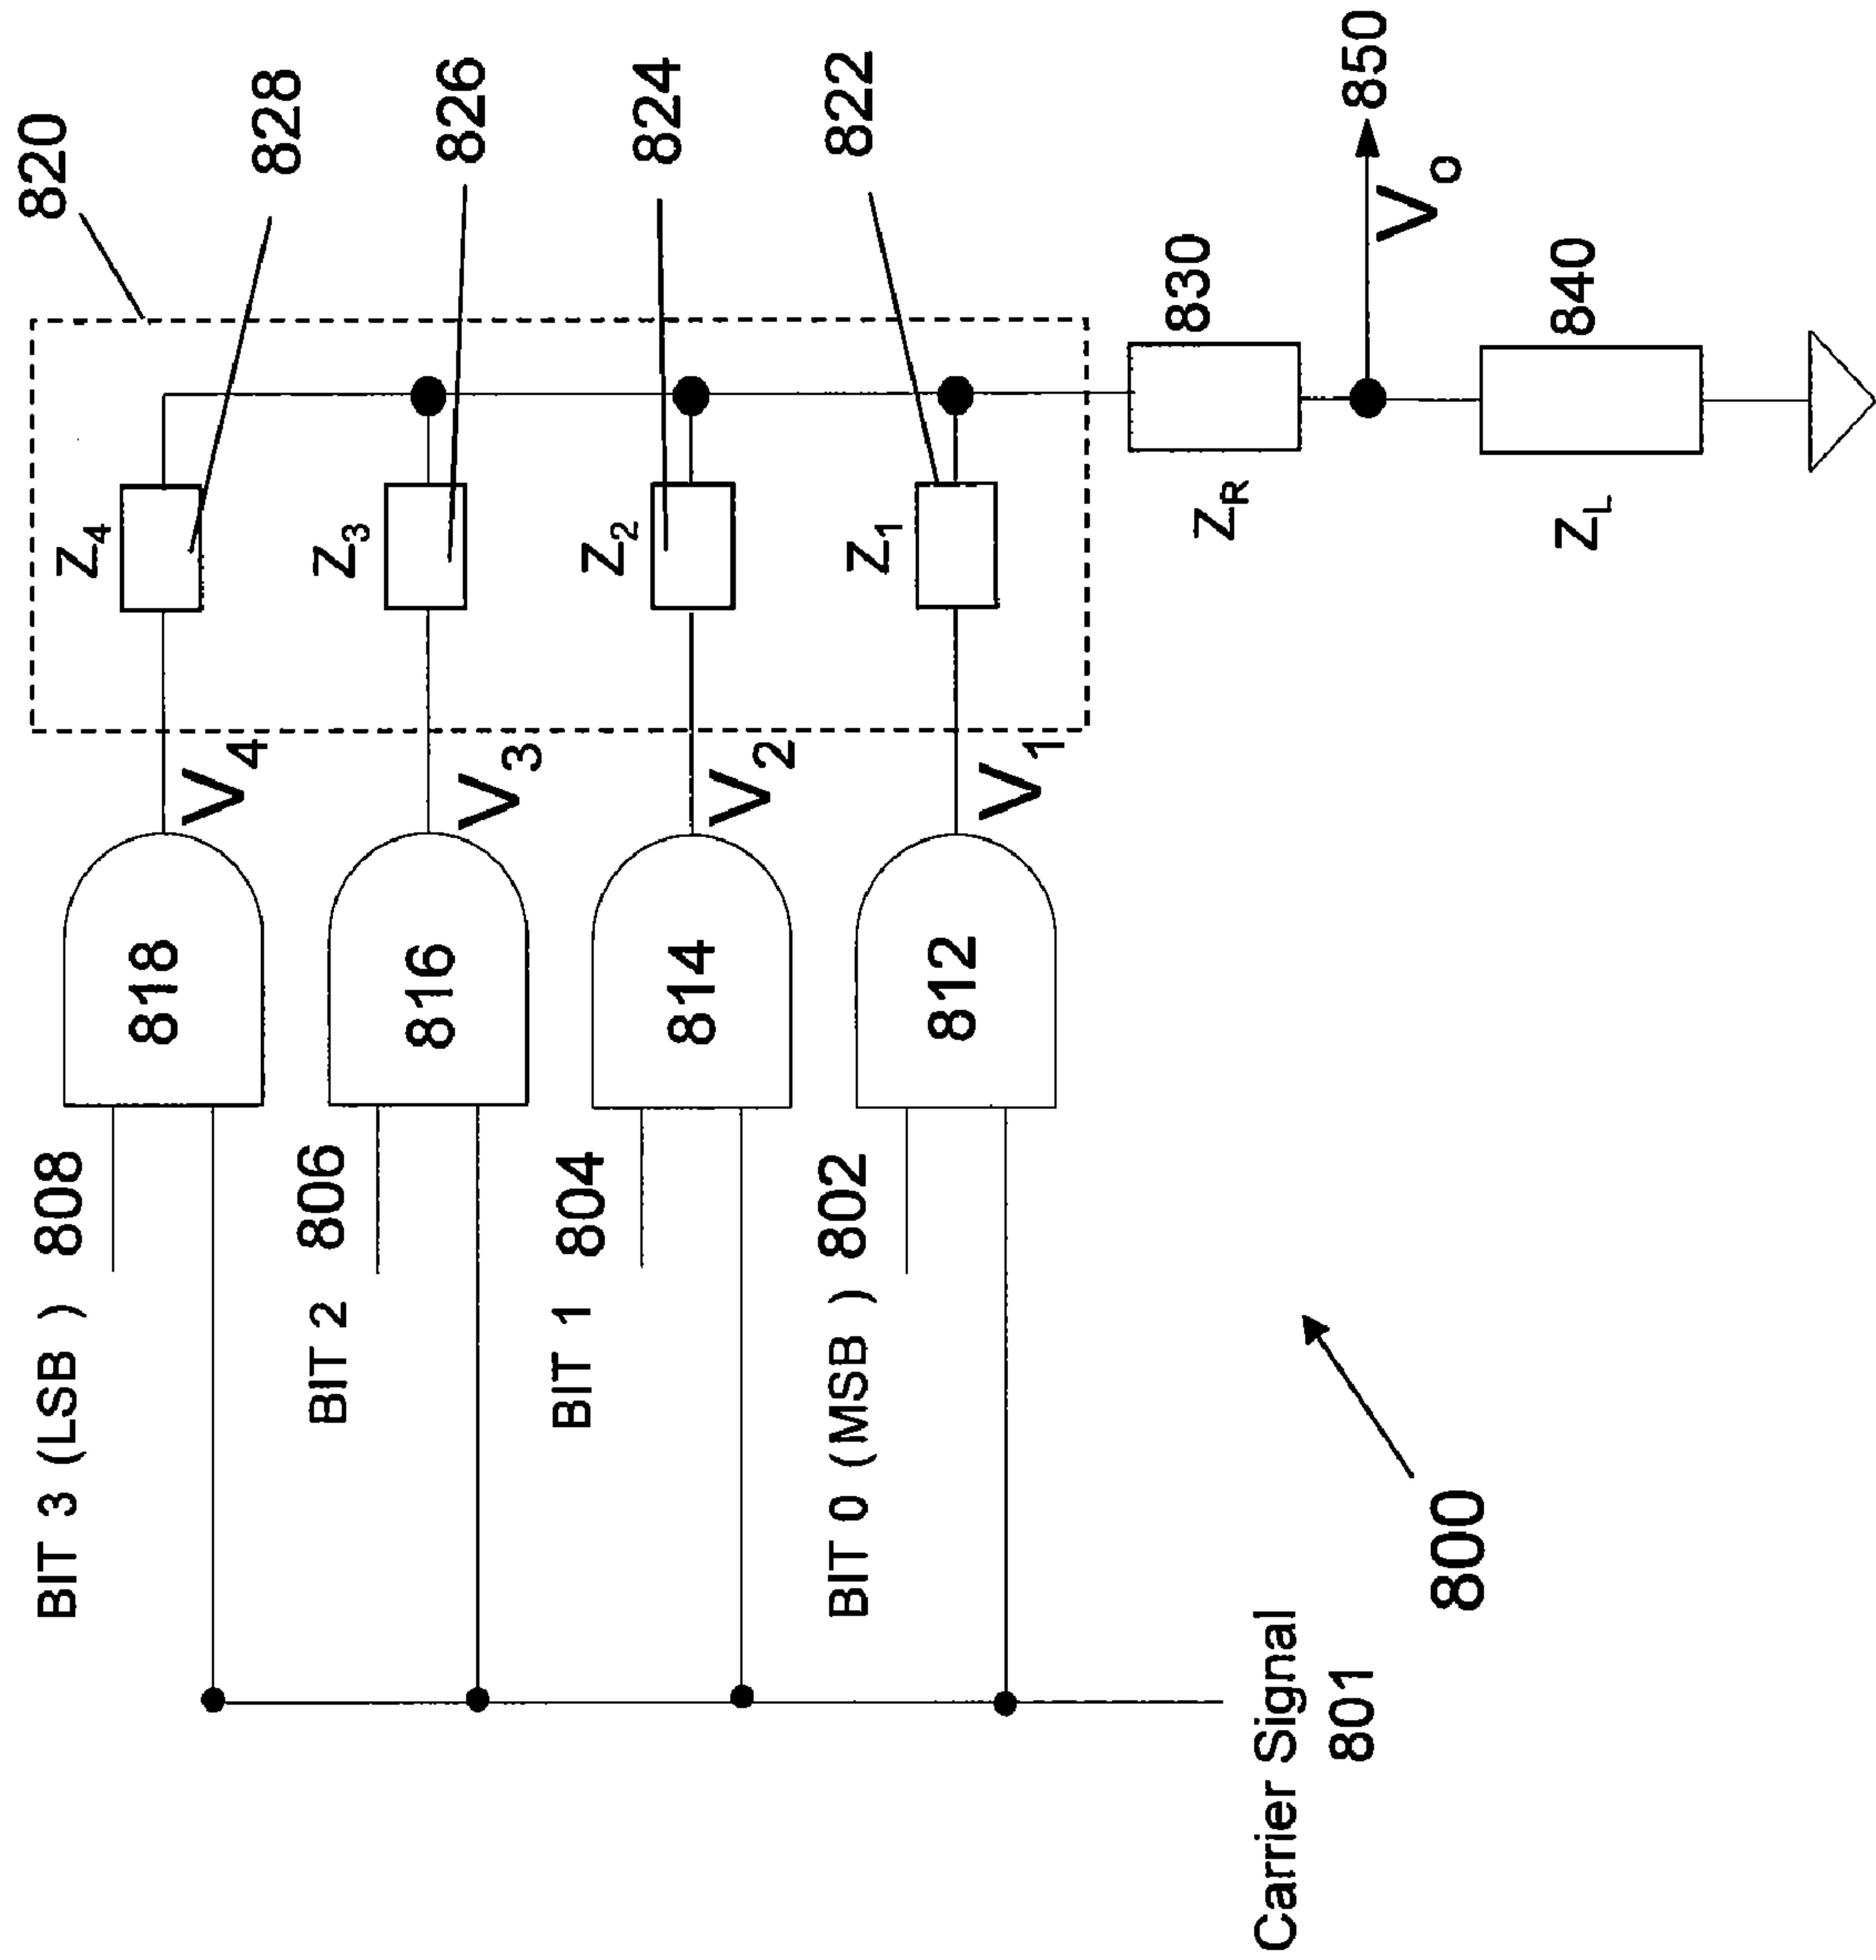 820
828
826
824
822
850
Vo
830
840
Z4
Z3
Z2
Z1
ZR
ZL
V4
V3
V2
V1
818
816
814
812
BIT 3 (LSB ) 808
BIT 2 806
BIT 1 804
BIT 0 (MSB ) 802
Carrier Signal
801
800